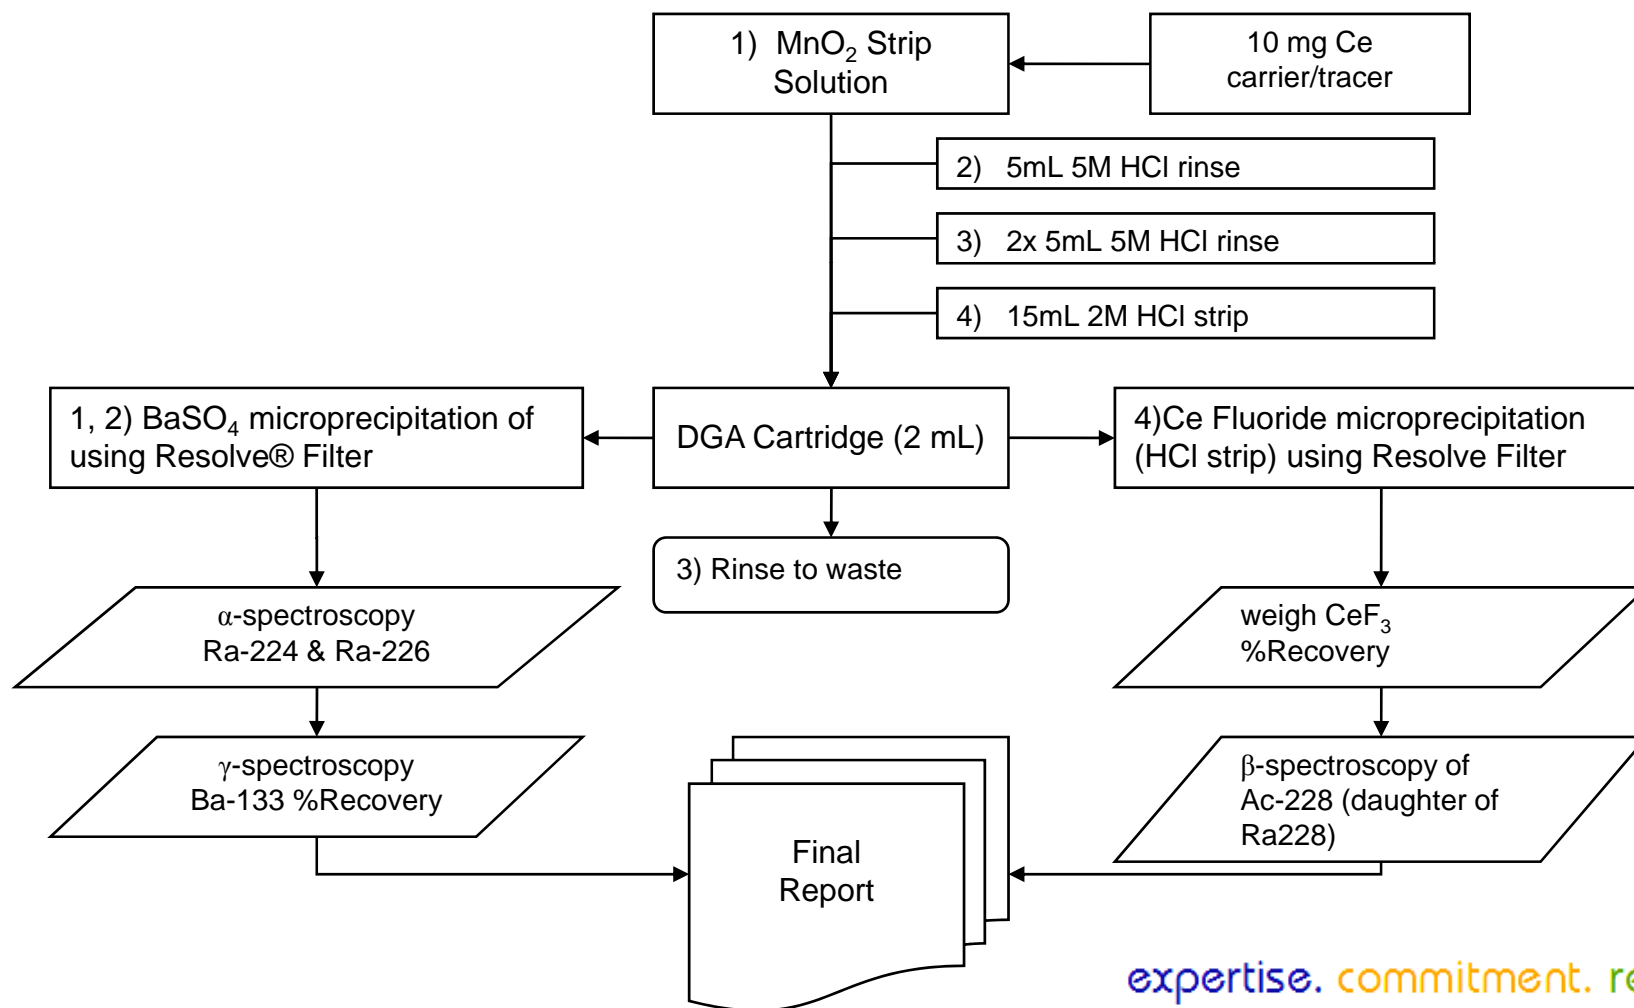 1) MnO₂ Strip
Solution
10 mg Ce
carrier/tracer
2) 5mL 5M HCl rinse
3) 2x 5mL 5M HCl rinse
4) 15mL 2M HCl strip
1, 2) BaSO₄ microprecipitation of
using Resolve® Filter
DGA Cartridge (2 mL)
4)Ce Fluoride microprecipitation
(HCl strip) using Resolve Filter
3) Rinse to waste
α-spectroscopy
Ra-224 & Ra-226
weigh CeF₃
%Recovery
γ-spectroscopy
Ba-133 %Recovery
β-spectroscopy of
Ac-228 (daughter of
Ra228)
Final
Report
expertise. commitment.